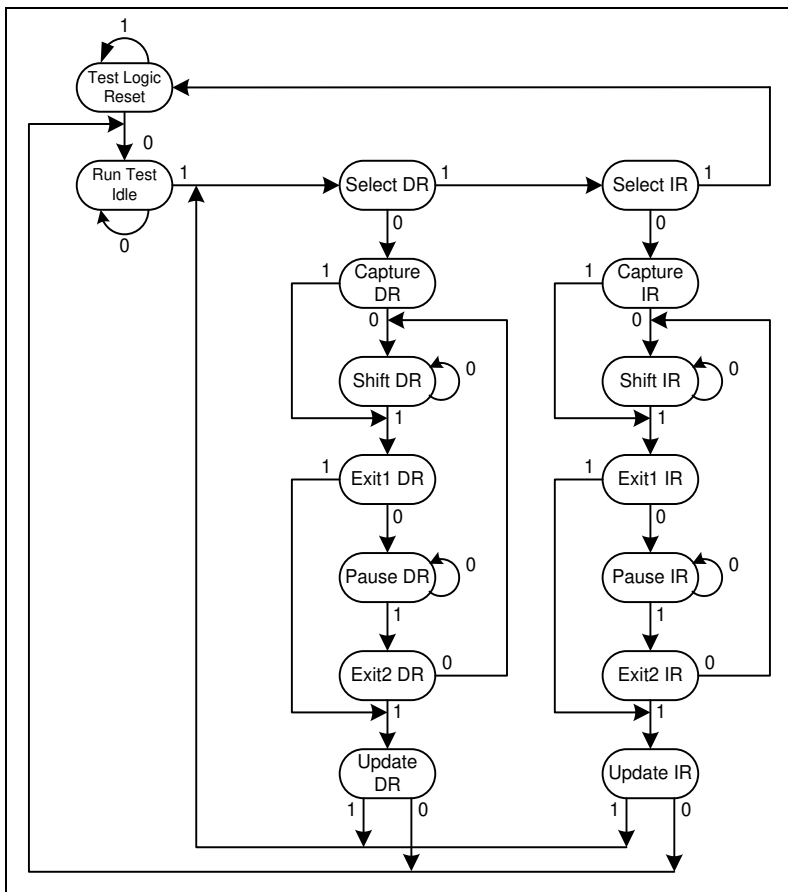 1
Test Logic
Reset
0
Run Test
Idle
1
0
Select DR
1
0
Select IR
1
0
1
Capture
DR
0
1
Capture
IR
0
Shift DR
0
1
Shift IR
0
1
1
Exit1 DR
0
1
Exit1 IR
0
Pause DR
0
1
Pause IR
0
1
Exit2 DR
0
1
Exit2 IR
0
1
Update
DR
1
0
Update IR
1
0